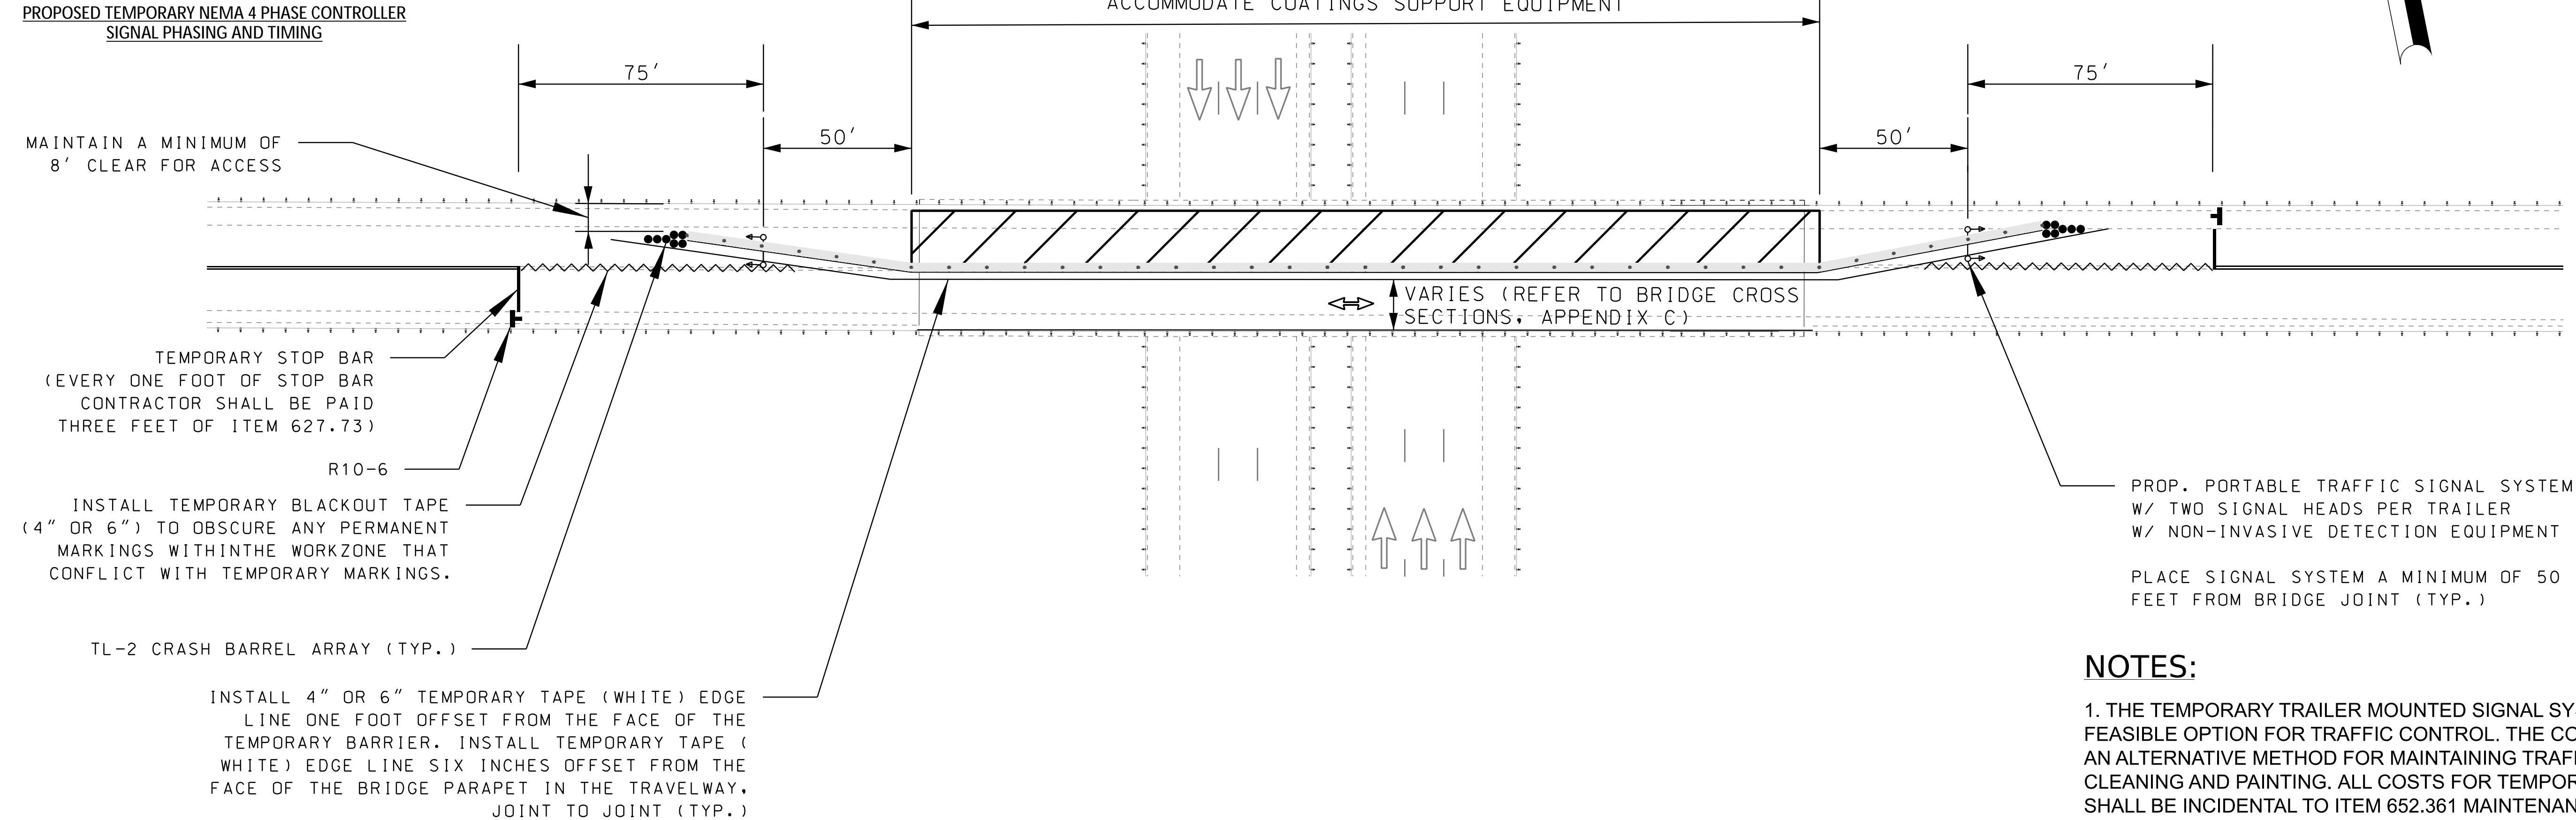 PROPOSED TEMPORARY NEMA 4 PHASE CONTROLLER
SIGNAL PHASING AND TIMING
ACCOMMODATE COATINGS SUPPORT EQUIPMENT
75'
75'
50'
50'
MAINTAIN A MINIMUM OF
8' CLEAR FOR ACCESS
VARIES (REFER TO BRIDGE CROSS
SECTIONS, APPENDIX C)
TEMPORARY STOP BAR
(EVERY ONE FOOT OF STOP BAR
CONTRACTOR SHALL BE PAID
THREE FEET OF ITEM 627.73)
R10-6
INSTALL TEMPORARY BLACKOUT TAPE
(4" OR 6") TO OBSCURE ANY PERMANENT
MARKINGS WITHINTHE WORKZONE THAT
CONFLICT WITH TEMPORARY MARKINGS.
TL-2 CRASH BARREL ARRAY (TYP.)
INSTALL 4" OR 6" TEMPORARY TAPE (WHITE) EDGE
LINE ONE FOOT OFFSET FROM THE FACE OF THE
TEMPORARY BARRIER. INSTALL TEMPORARY TAPE (
WHITE) EDGE LINE SIX INCHES OFFSET FROM THE
FACE OF THE BRIDGE PARAPET IN THE TRAVELWAY,
JOINT TO JOINT (TYP.)
PROP. PORTABLE TRAFFIC SIGNAL SYSTEM
W/ TWO SIGNAL HEADS PER TRAILER
W/ NON-INVASIVE DETECTION EQUIPMENT
PLACE SIGNAL SYSTEM A MINIMUM OF 50
FEET FROM BRIDGE JOINT (TYP.)
NOTES:
1. THE TEMPORARY TRAILER MOUNTED SIGNAL SY
FEASIBLE OPTION FOR TRAFFIC CONTROL. THE CO
AN ALTERNATIVE METHOD FOR MAINTAINING TRAF
CLEANING AND PAINTING. ALL COSTS FOR TEMPOR
SHALL BE INCIDENTAL TO ITEM 652.361 MAINTENAN